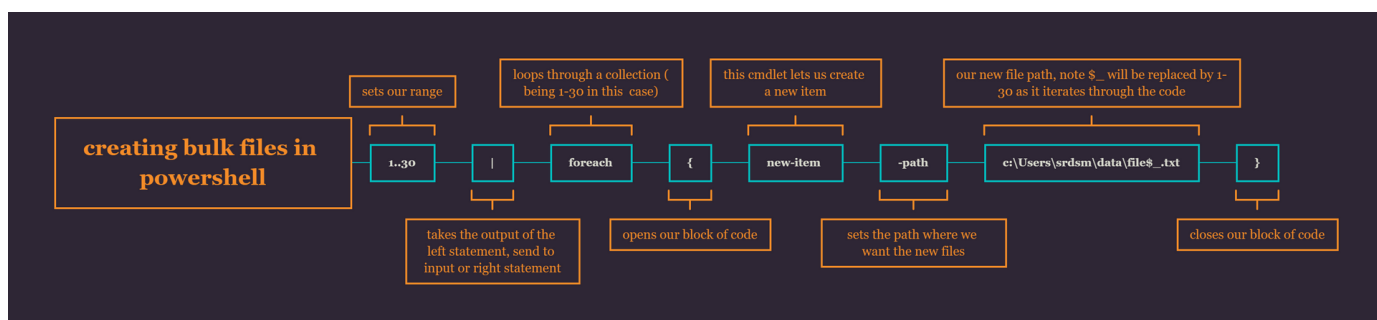 sets our range
loops through a collection (
being 1-30 in this case)
this cmdlet lets us create
a new item
our new file path, note $_ will be replaced by 1-
30 as it iterates through the code
creating bulk files in
powershell
1..30
|
foreach
{
new-item
-path
c:\Users\srdsm\data\file$_.txt
}
takes the output of the
left statement, send to
input or right statement
opens our block of code
sets the path where we
want the new files
closes our block of code